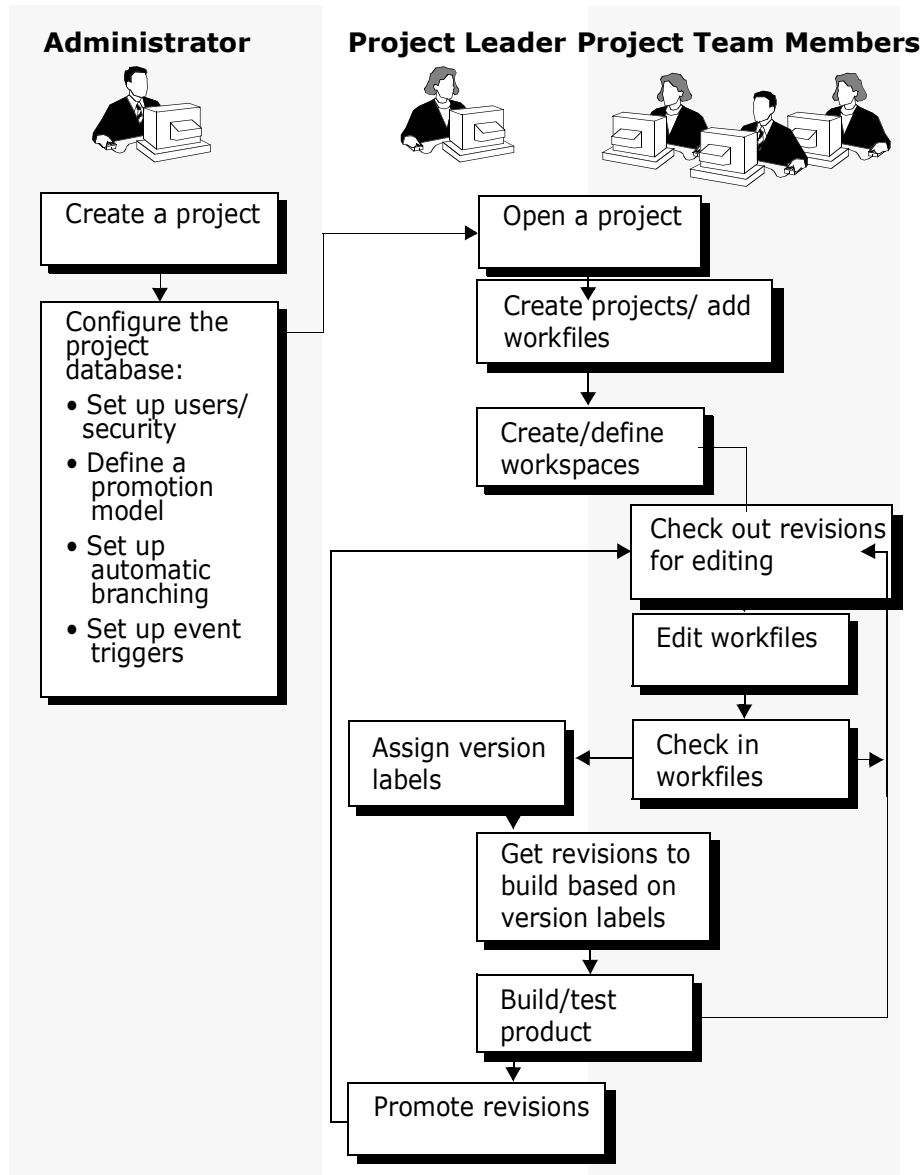 Administrator
Project Leader
Project Team Members
Create a project
Configure the
project
database:
• Set up users/
security
• Define a
promotion
model
• Set up
automatic
branching
• Set up event
triggers
Open a project
Create projects/ add
workfiles
Create/define
workspaces
Check out revisions
for editing
Edit workfiles
Check in
workfiles
Assign version
labels
Get revisions to
build based on
version labels
Build/test
product
Promote revisions